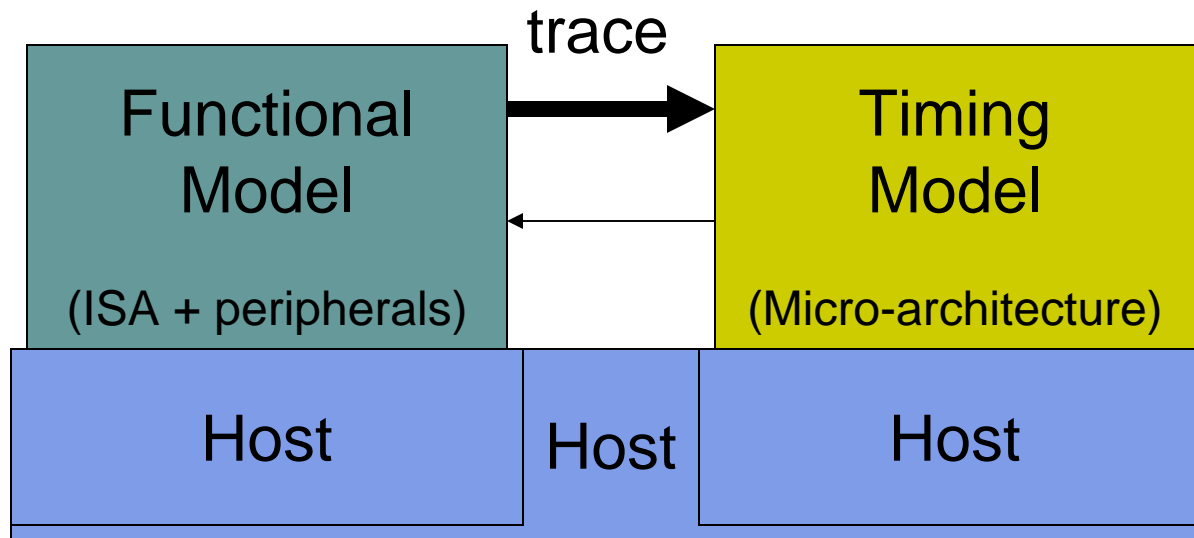 trace
Functional
Model
(ISA + peripherals)
Timing
Model
(Micro-architecture)
Host
Host
Host